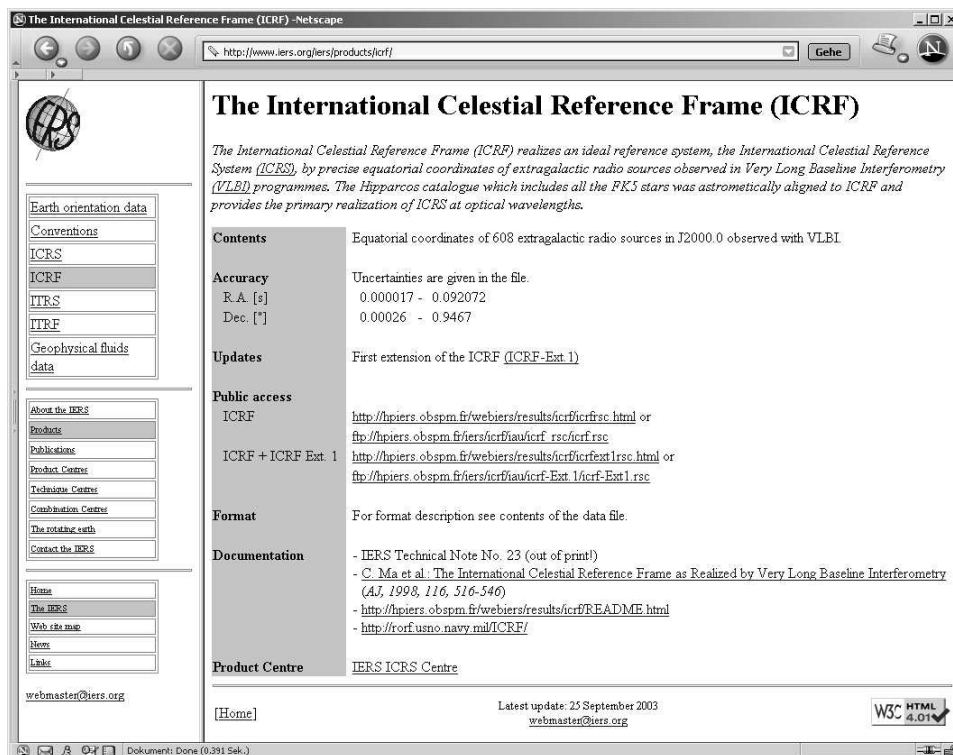 The International Celestial Reference Frame (ICRF) -Netscape
http://www.iers.org/iers/products/icrf/
Gehe
N
IERS
Earth orientation data
Conventions
ICRS
ICRF
ITRS
ITRF
Geophysical fluids
data
About the IERS
Products
Publications
Product Centres
Technique Centres
Combination Centres
The rotating earth
Contact the IERS
Home
The IERS
Web site map
News
Links
webmaster@iers.org
The International Celestial Reference Frame (ICRF)
The International Celestial Reference Frame (ICRF) realizes an ideal reference system, the International Celestial Reference
System (ICRS), by precise equatorial coordinates of extragalactic radio sources observed in Very Long Baseline Interferometry
(VLBI) programmes. The Hipparcos catalogue which includes all the FK5 stars was astrometically aligned to ICRF and
provides the primary realization of ICRS at optical wavelengths.
Contents Equatorial coordinates of 608 extragalactic radio sources in J2000.0 observed with VLBI.
Accuracy Uncertainties are given in the file.
R.A. [s] 0.000017 - 0.092072
Dec. ["] 0.00026 - 0.9467
Updates First extension of the ICRF (ICRF-Ext.1)
Public access
ICRF http://hpiers.obspm.fr/webiers/results/icrf/icrfrsc.html or
ftp://hpiers.obspm.fr/iers/icrf/iau/icrf_rsc/icrf.rsc
ICRF + ICRF Ext. 1 http://hpiers.obspm.fr/webiers/results/icrf/icrfext1rsc.html or
ftp://hpiers.obspm.fr/iers/icrf/iau/icrf-Ext.1/icrf-Ext1.rsc
Format For format description see contents of the data file.
Documentation - IERS Technical Note No. 23 (out of print!)
- C. Ma et al.: The International Celestial Reference Frame as Realized by Very Long Baseline Interferometry
(AJ, 1998, 116, 516-546)
- http://hpiers.obspm.fr/webiers/results/icrf/README.html
- http://rorf.usno.navy.mil/ICRF/
Product Centre IERS ICRS Centre
[Home]
Latest update: 25 September 2003
webmaster@iers.org
W3C HTML 4.01
Dokument: Done (0.391 Sek.)